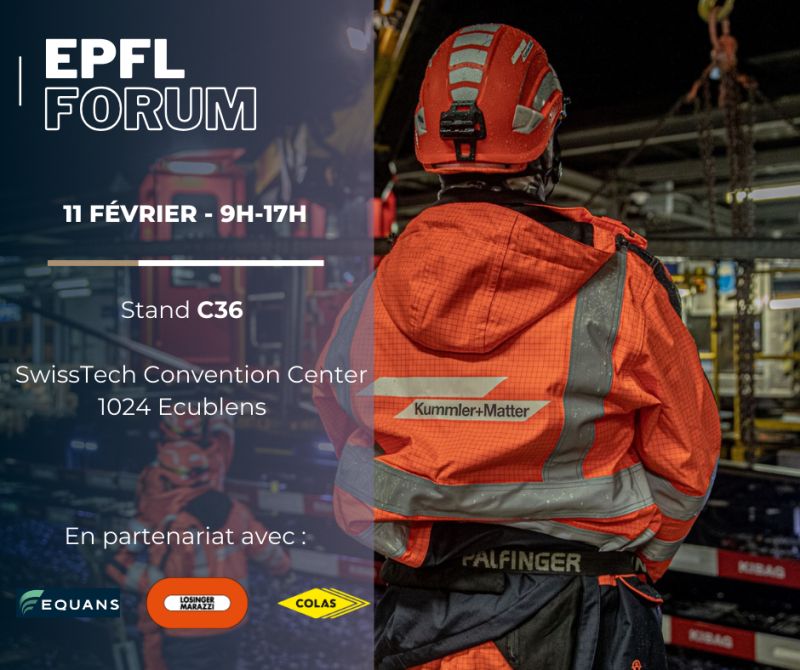 EPFL
FORUM
11 FÉVRIER - 9H-17H
Stand C36
SwissTech Convention Center
1024 Ecublens
En partenariat avec :
EQUANS
LOSINGER
MARAZZI
COLAS
Kummler+Matter
PALFINGER
KIBAG
KIBAG